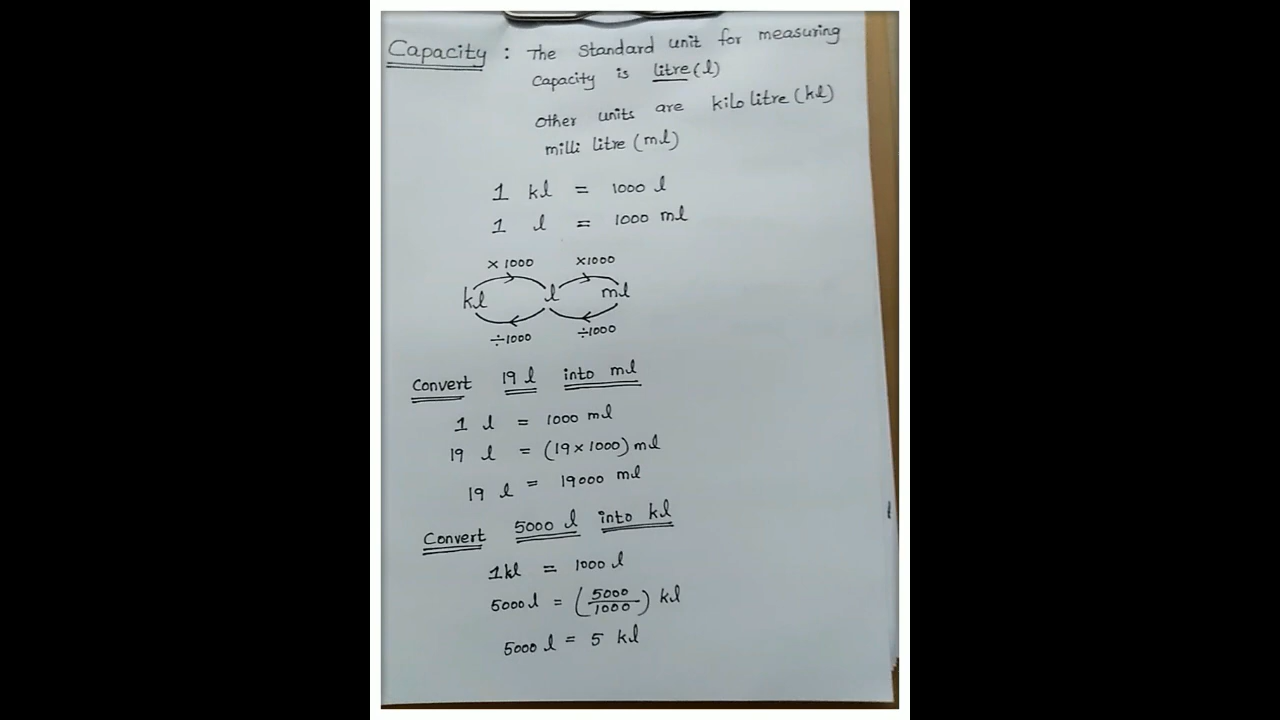 Capacity : The Standard unit for measuring
Capacity is litre (l)
Other units are kilo litre (kl)
milli litre (ml)
1 kl = 1000 l
1 l = 1000 ml
× 1000 ×1000
kl l ml
÷1000 ÷1000
Convert 19 l into ml
1 l = 1000 ml
19 l = (19 × 1000) ml
19 l = 19000 ml
Convert 5000 l into kl
1kl = 1000 l
5000 l = (5000/1000) kl
5000 l = 5 kl